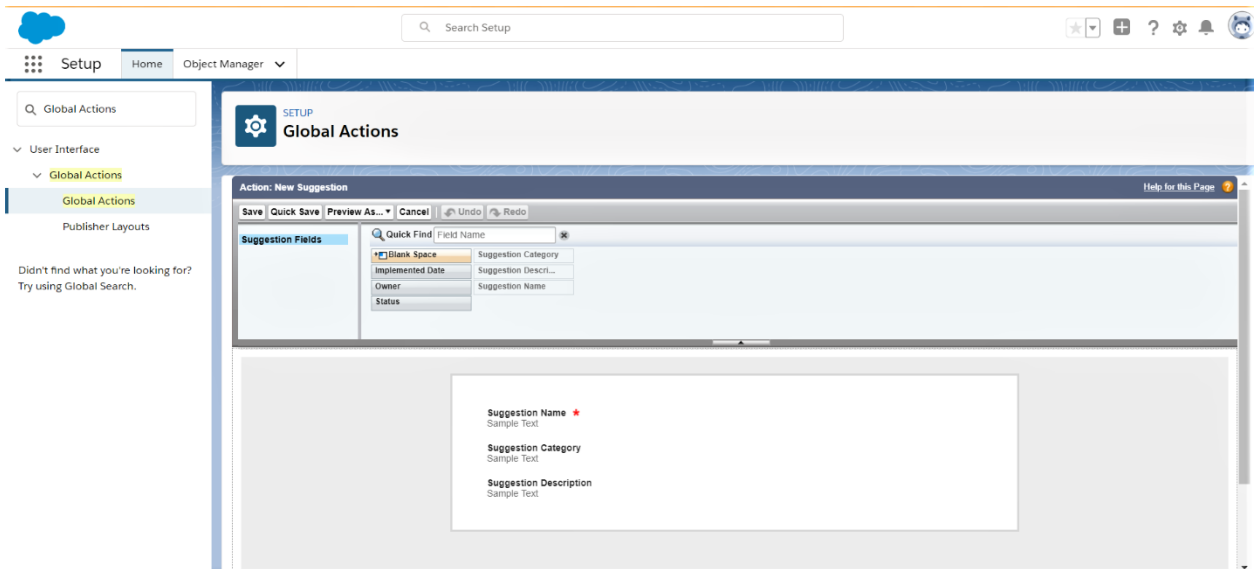 Search Setup
Setup Home Object Manager
Global Actions
User Interface
Global Actions
Global Actions
Publisher Layouts
Didn't find what you're looking for?
Try using Global Search.
SETUP
Global Actions
Action: New Suggestion Help for this Page
Save Quick Save Preview As... Cancel Undo Redo
Suggestion Fields
Quick Find Field Name
Blank Space Suggestion Category
Implemented Date Suggestion Descri...
Owner Suggestion Name
Status
Suggestion Name *
Sample Text
Suggestion Category
Sample Text
Suggestion Description
Sample Text